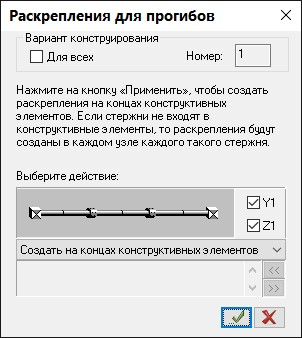 Раскрепления для прогибов
Вариант конструирования
Для всех
Номер:
1
Нажмите на кнопку «Применить», чтобы создать
раскрепления на концах конструктивных
элементов. Если стержни не входят в
конструктивные элементы, то раскрепления будут
созданы в каждом узле каждого такого стержня.
Выберите действие:
Y1
Z1
Создать на концах конструктивных элементов
<<
>>